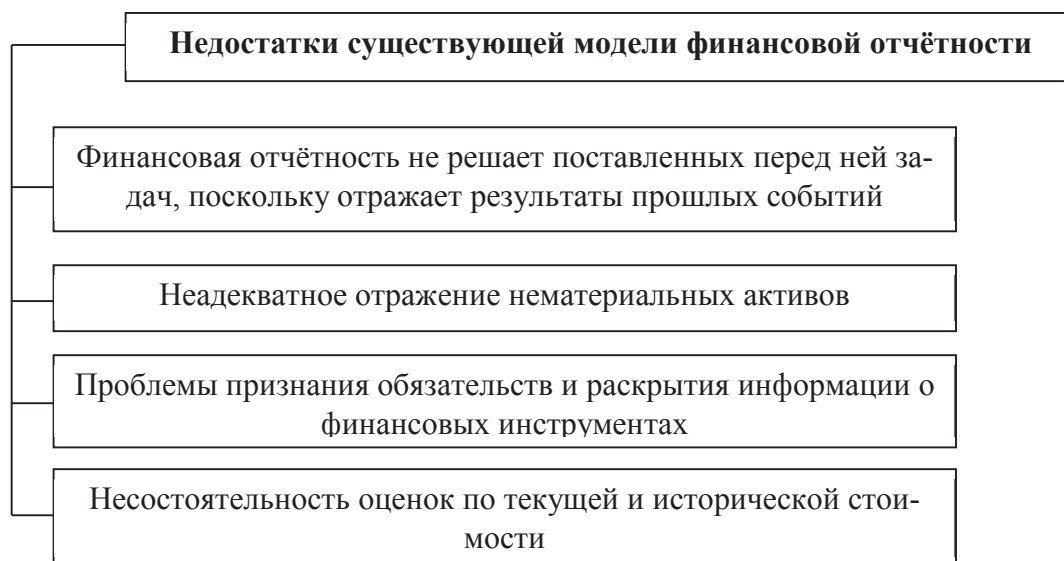 Недостатки существующей модели финансовой отчётности
Финансовая отчётность не решает поставленных перед ней за-
дач, поскольку отражает результаты прошлых событий
Неадекватное отражение нематериальных активов
Проблемы признания обязательств и раскрытия информации о
финансовых инструментах
Несостоятельность оценок по текущей и исторической стои-
мости